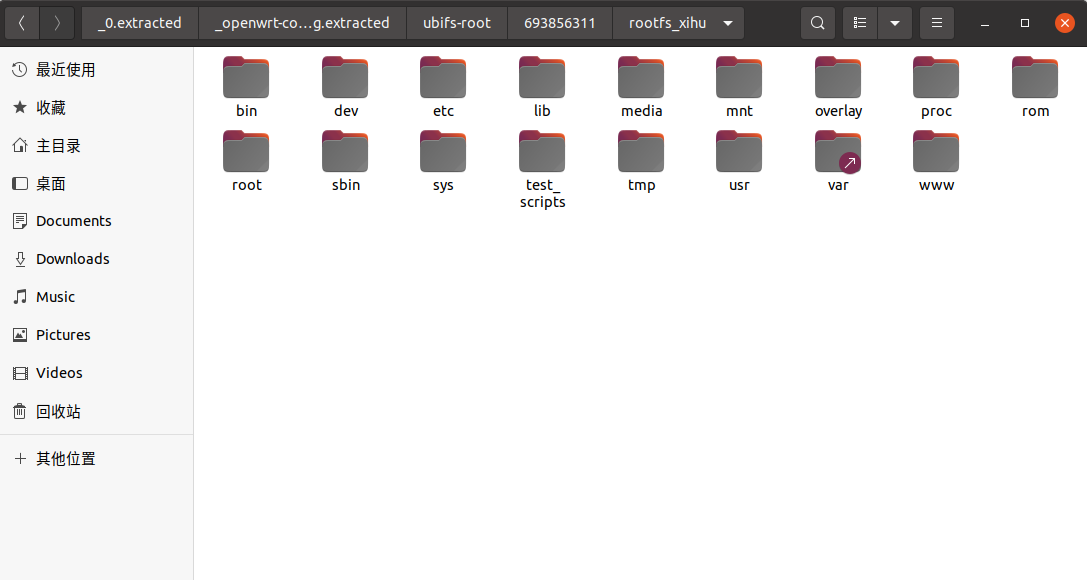 _0.extracted
_openwrt-co…g.extracted
ubifs-root
693856311
rootfs_xihu
最近使用
收藏
主目录
桌面
Documents
Downloads
Music
Pictures
Videos
回收站
其他位置
bin
dev
etc
lib
media
mnt
overlay
proc
rom
root
sbin
sys
test_
scripts
tmp
usr
var
www